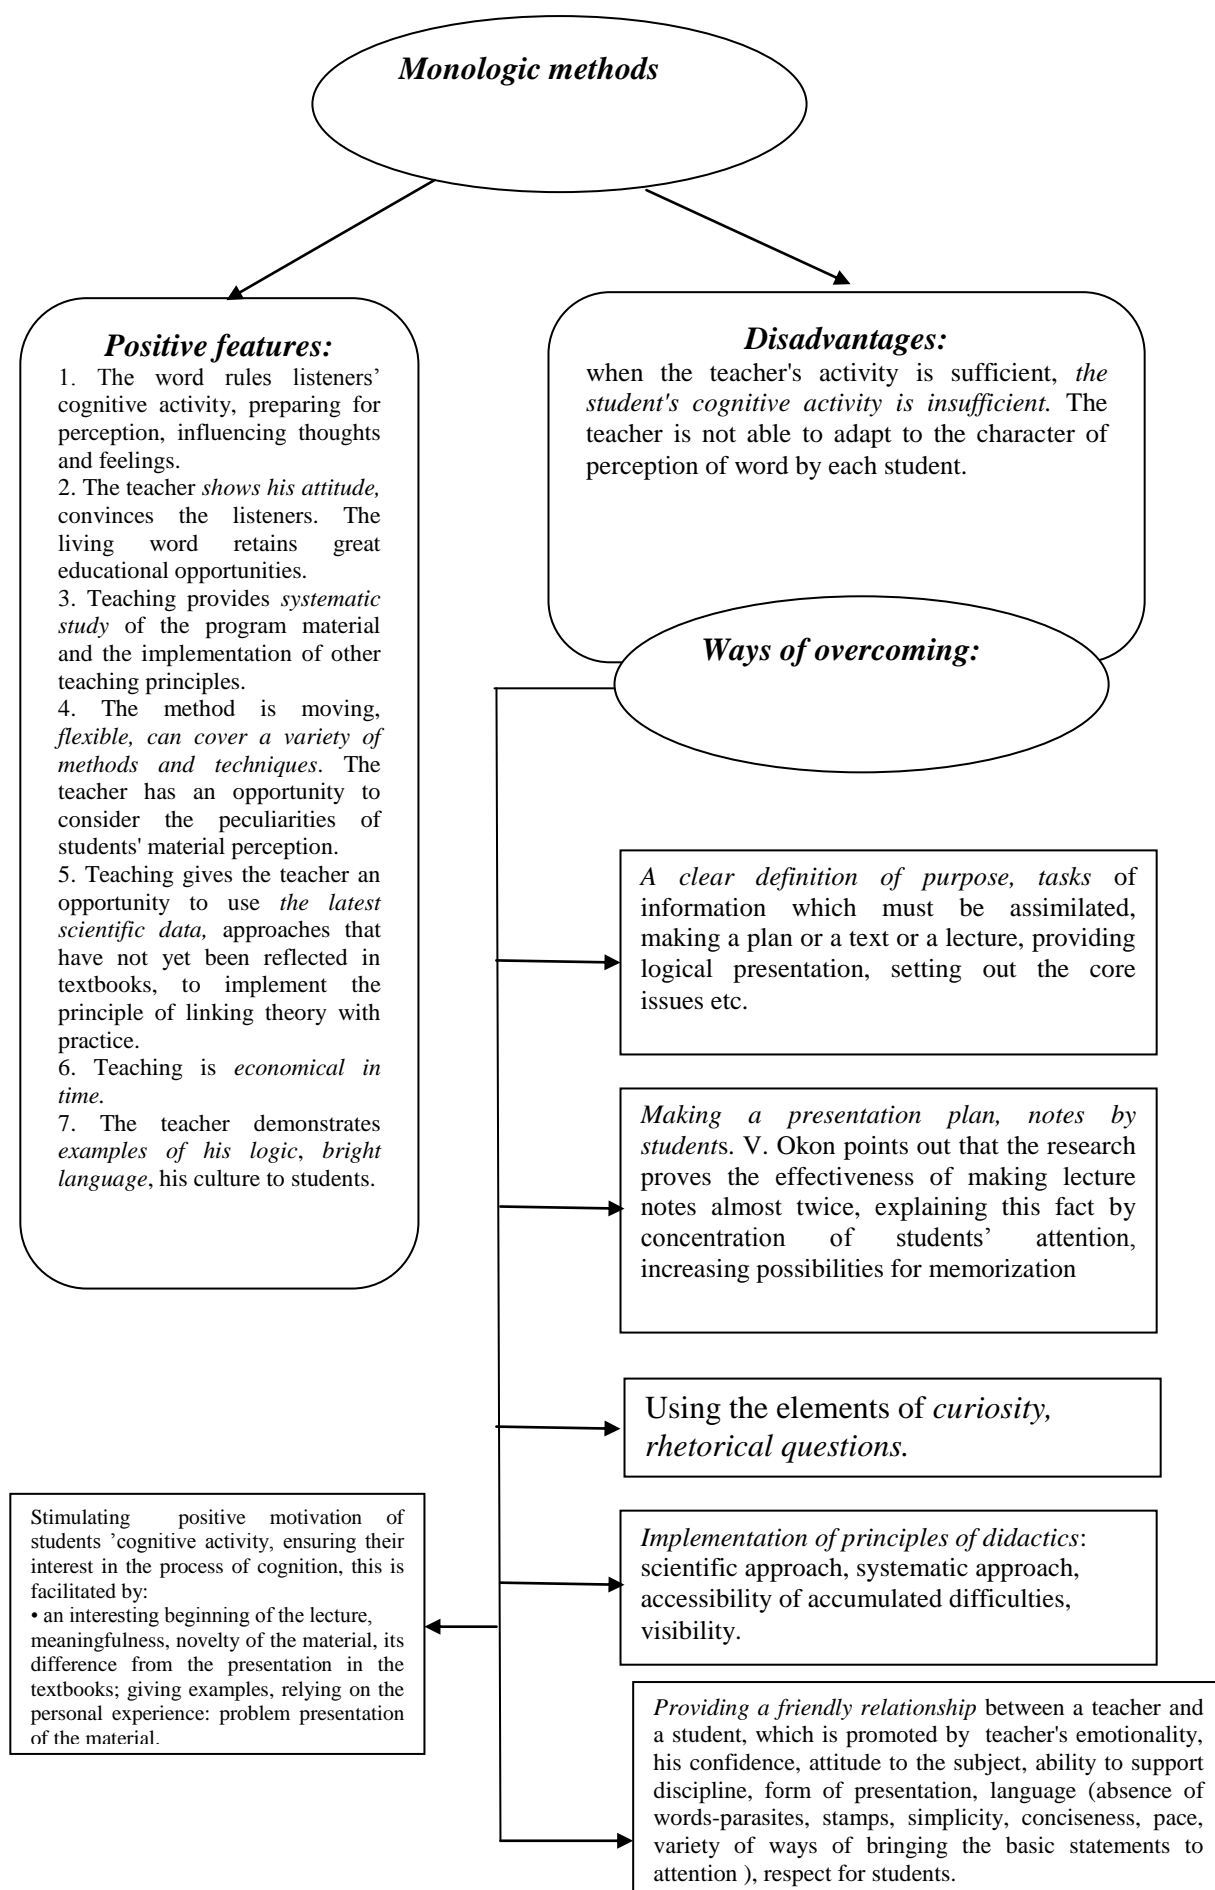 Monologic methods
Positive features:
1. The word rules listeners’
cognitive activity, preparing for
perception, influencing thoughts
and feelings.
2. The teacher shows his attitude,
convinces the listeners. The
living word retains great
educational opportunities.
3. Teaching provides systematic
study of the program material
and the implementation of other
teaching principles.
4. The method is moving,
flexible, can cover a variety of
methods and techniques. The
teacher has an opportunity to
consider the peculiarities of
students' material perception.
5. Teaching gives the teacher an
opportunity to use the latest
scientific data, approaches that
have not yet been reflected in
textbooks, to implement the
principle of linking theory with
practice.
6. Teaching is economical in
time.
7. The teacher demonstrates
examples of his logic, bright
language, his culture to students.
Disadvantages:
when the teacher's activity is sufficient, the
student's cognitive activity is insufficient. The
teacher is not able to adapt to the character of
perception of word by each student.
Ways of overcoming:
A clear definition of purpose, tasks of
information which must be assimilated,
making a plan or a text or a lecture, providing
logical presentation, setting out the core
issues etc.
Making a presentation plan, notes by
students. V. Okon points out that the research
proves the effectiveness of making lecture
notes almost twice, explaining this fact by
concentration of students’ attention,
increasing possibilities for memorization
Using the elements of curiosity,
rhetorical questions.
Stimulating positive motivation of
students ’cognitive activity, ensuring their
interest in the process of cognition, this is
facilitated by:
• an interesting beginning of the lecture,
meaningfulness, novelty of the material, its
difference from the presentation in the
textbooks; giving examples, relying on the
personal experience: problem presentation
of the material.
Implementation of principles of didactics:
scientific approach, systematic approach,
accessibility of accumulated difficulties,
visibility.
Providing a friendly relationship between a teacher and
a student, which is promoted by teacher's emotionality,
his confidence, attitude to the subject, ability to support
discipline, form of presentation, language (absence of
words-parasites, stamps, simplicity, conciseness, pace,
variety of ways of bringing the basic statements to
attention ), respect for students.